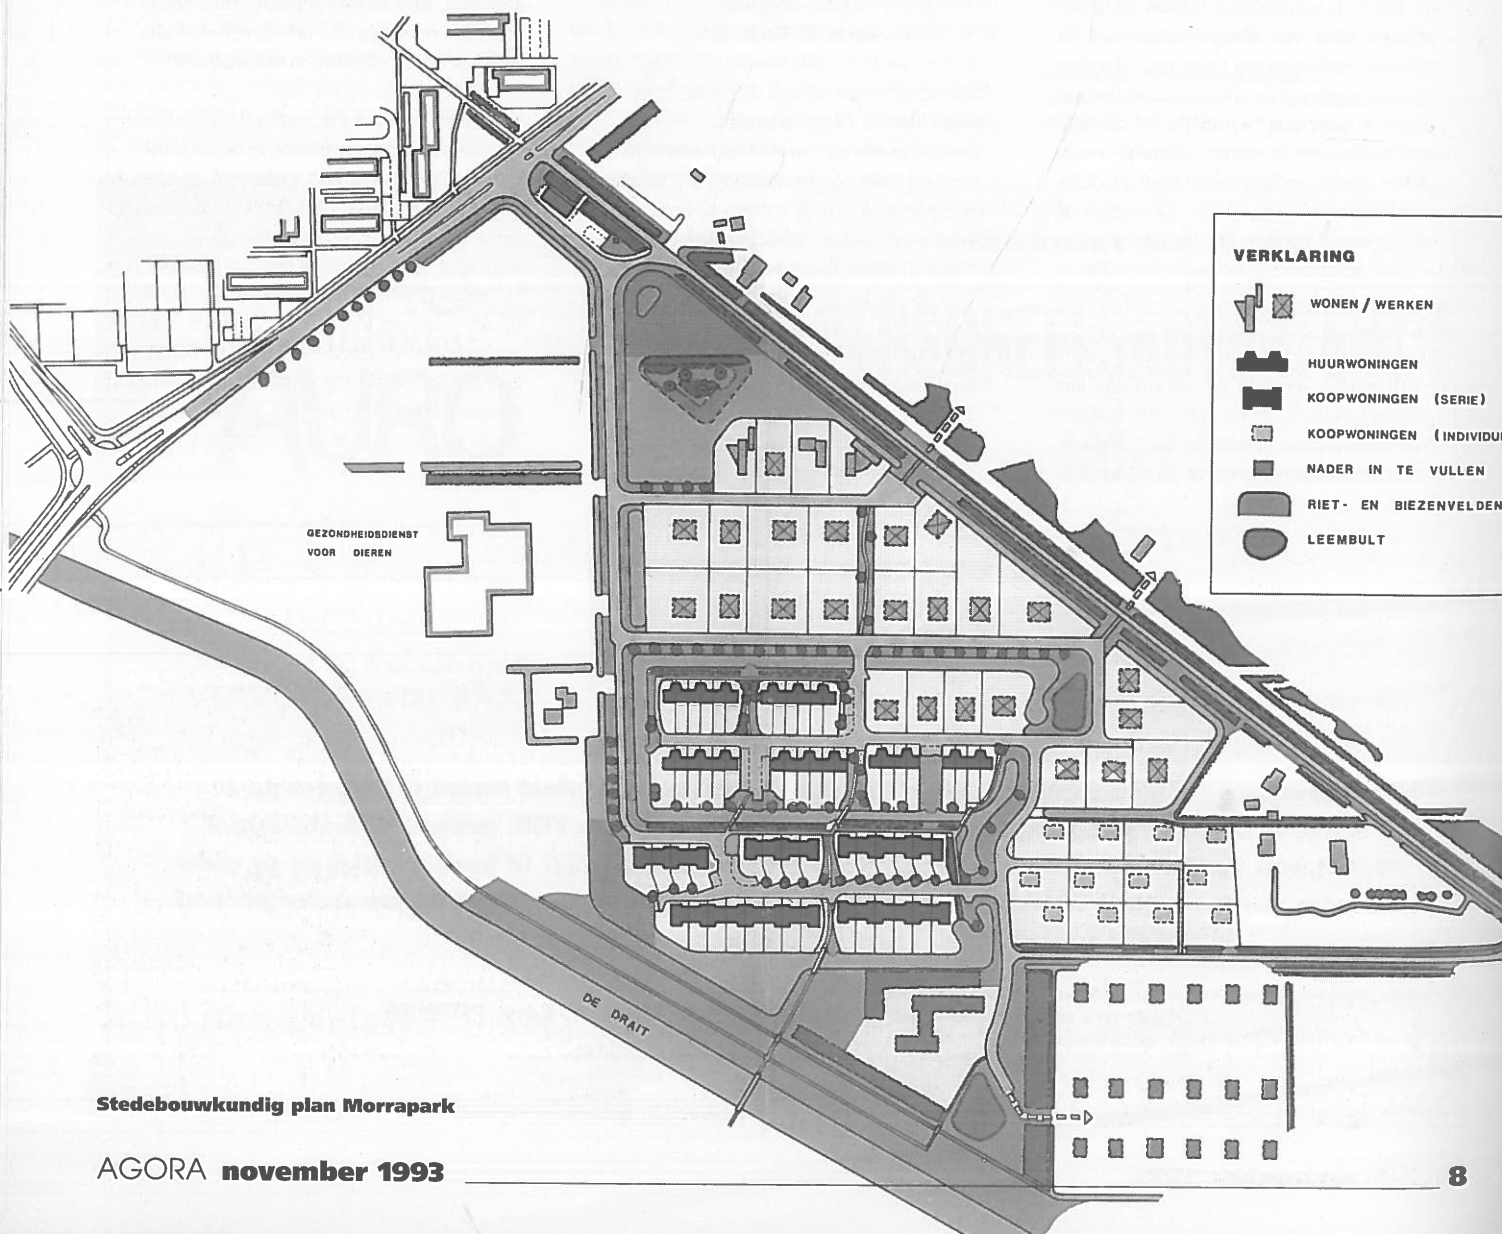 VERKLARING
WONEN / WERKEN
HUURWONINGEN
KOOPWONINGEN (SERIE)
KOOPWONINGEN (INDIVIDU
NADER IN TE VULLEN
RIET- EN BIEZENVELDEN
LEEMBULT
GEZONDHEIDSDIENST
VOOR DIEREN
DE DRAIT
Stedebouwkundig plan Morrapark
AGORA november 1993
8